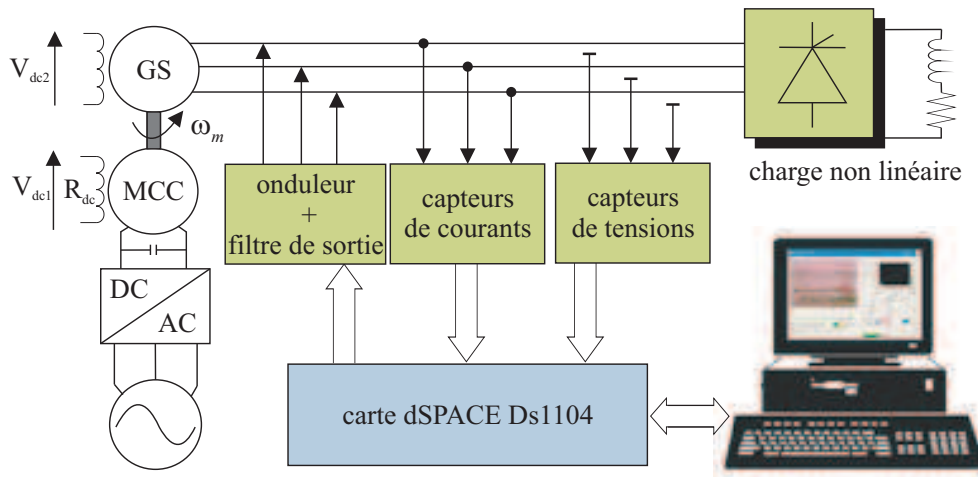 V_dc2
GS
ω_m
V_dc1
R_dc
MCC
onduleur
+
filtre de sortie
capteurs
de courants
capteurs
de tensions
charge non linéaire
DC
AC
carte dSPACE Ds1104